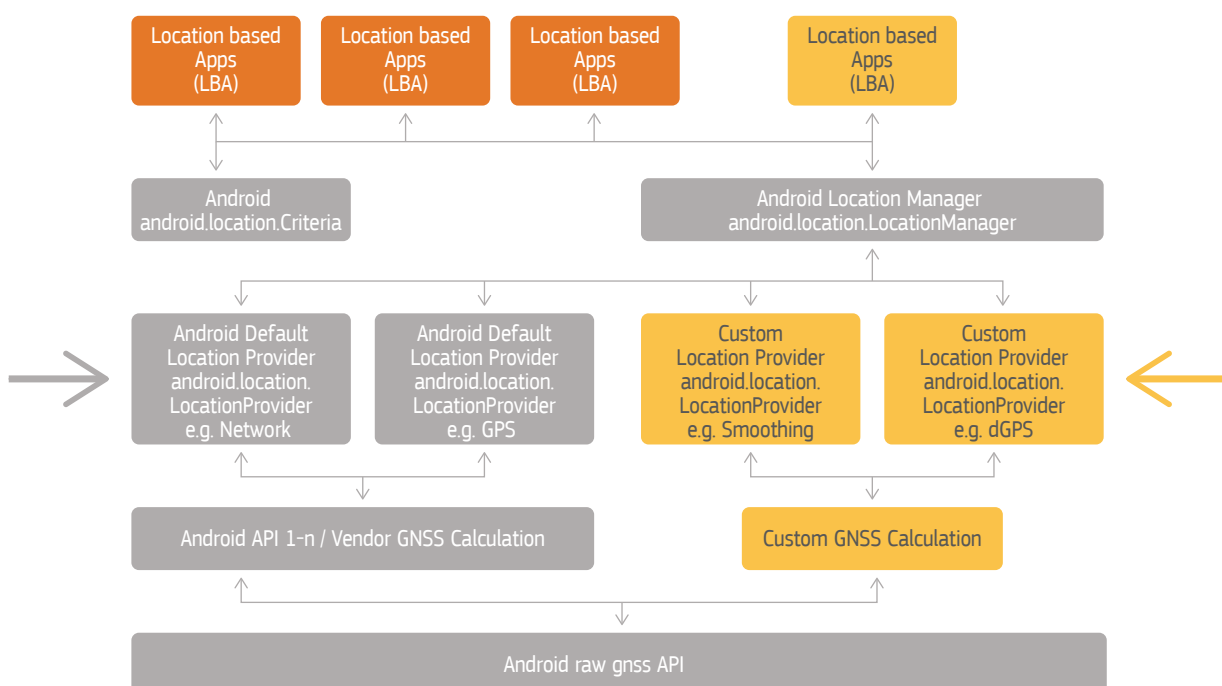 Location based
Apps
(LBA)
Location based
Apps
(LBA)
Location based
Apps
(LBA)
Location based
Apps
(LBA)
Android
android.location.Criteria
Android Location Manager
android.location.LocationManager
Android Default
Location Provider
android.location.
LocationProvider
e.g. Network
Android Default
Location Provider
android.location.
LocationProvider
e.g. GPS
Custom
Location Provider
android.location.
LocationProvider
e.g. Smoothing
Custom
Location Provider
android.location.
LocationProvider
e.g. dGPS
Android API 1-n / Vendor GNSS Calculation
Custom GNSS Calculation
Android raw gnss API